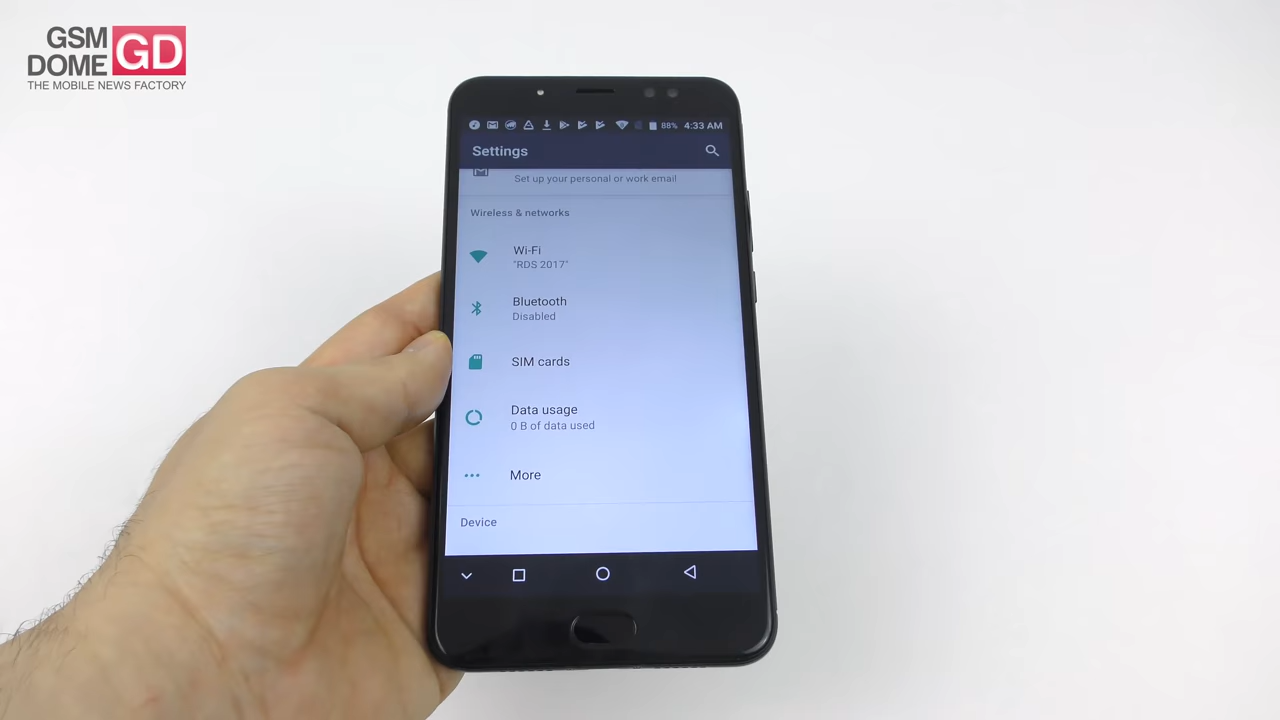 GSM
DOME GD
THE MOBILE NEWS FACTORY
88% 4:33 AM
Settings
Set up your personal or work email
Wireless & networks
Wi-Fi
"RDS 2017"
Bluetooth
Disabled
SIM cards
Data usage
0 B of data used
More
Device